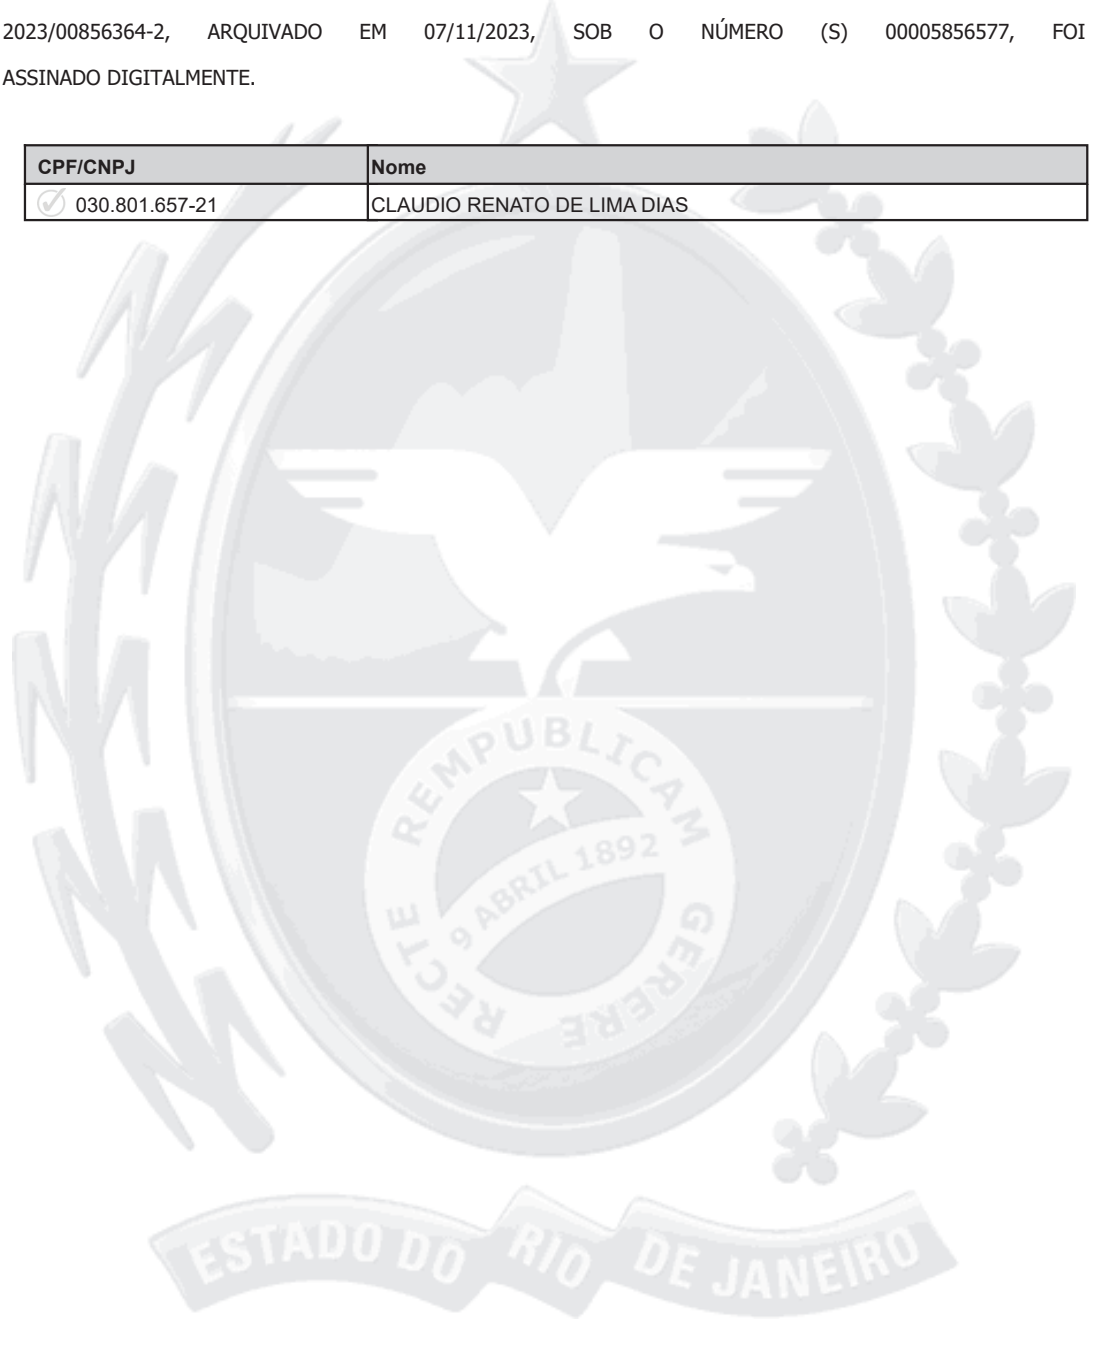 2023/00856364-2, ARQUIVADO EM 07/11/2023, SOB O NÚMERO (S) 00005856577, FOI
ASSINADO DIGITALMENTE.
CPF/CNPJ Nome
030.801.657-21 CLAUDIO RENATO DE LIMA DIAS
RECTE REMPUBLICAM GERERE
9 ABRIL 1892
ESTADO DO RIO DE JANEIRO